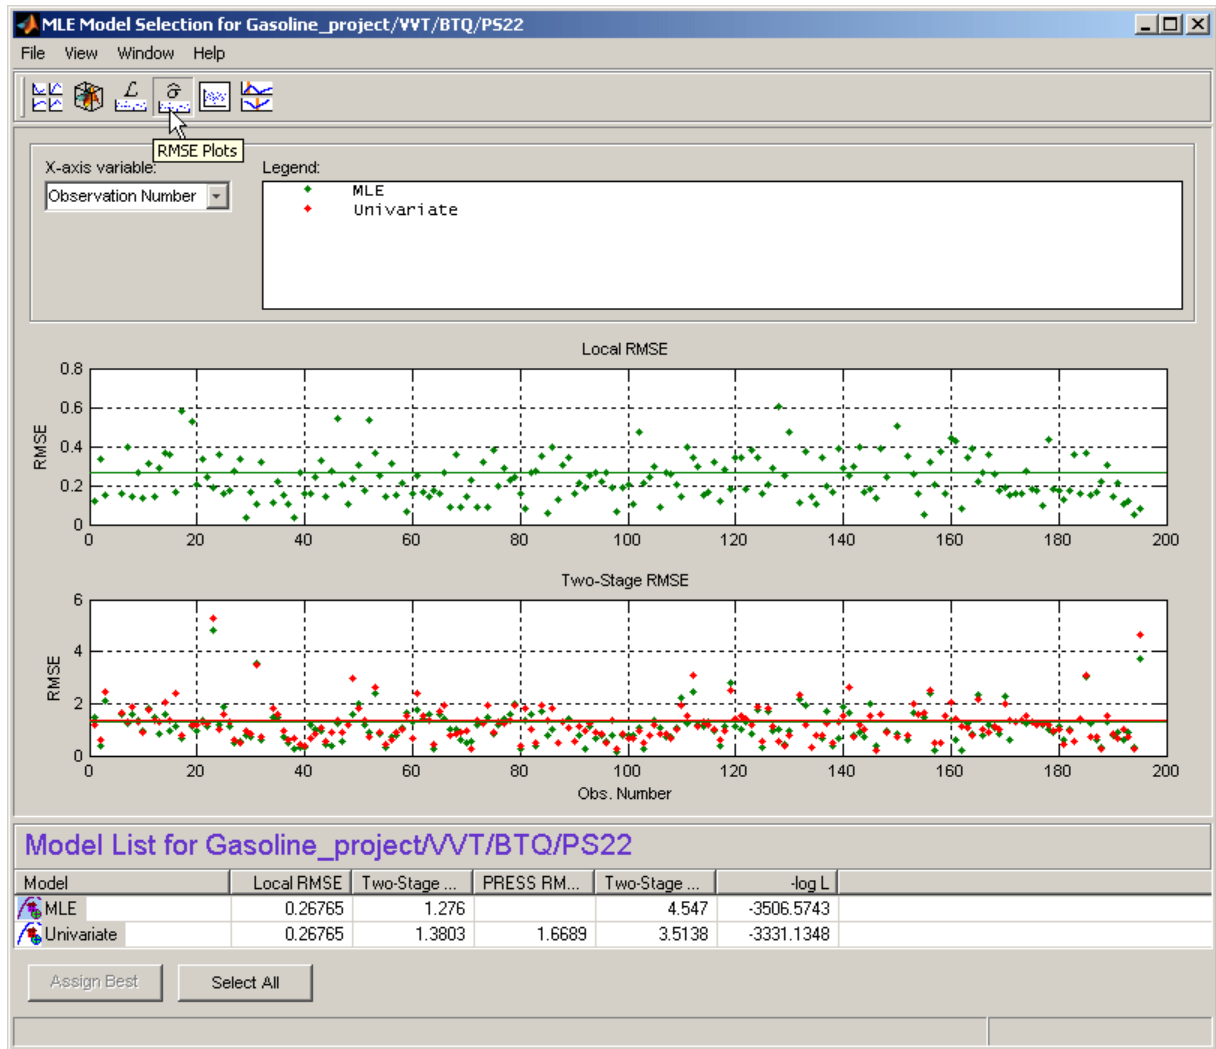 MLE Model Selection for Gasoline_project/VVT/BTQ/PS22
File View Window Help
ℒ σ̂
RMSE Plots
X-axis variable: Legend:
Observation Number
MLE
Univariate
Local RMSE
RMSE
0.8
0.6
0.4
0.2
0
0 20 40 60 80 100 120 140 160 180 200
Two-Stage RMSE
RMSE
6
4
2
0
0 20 40 60 80 100 120 140 160 180 200
Obs. Number
Model List for Gasoline_project/VVT/BTQ/PS22
Model Local RMSE Two-Stage ... PRESS RM... Two-Stage ... -log L
MLE 0.26765 1.276 4.547 -3506.5743
Univariate 0.26765 1.3803 1.6689 3.5138 -3331.1348
Assign Best Select All